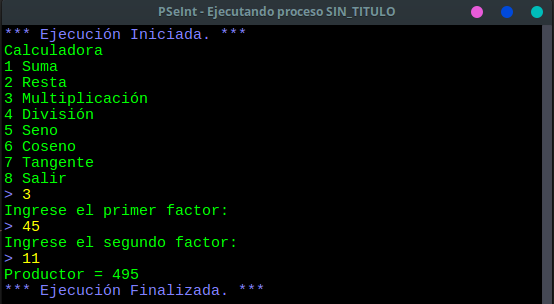 PSeInt - Ejecutando proceso SIN_TITULO
*** Ejecución Iniciada. ***
Calculadora
1 Suma
2 Resta
3 Multiplicación
4 División
5 Seno
6 Coseno
7 Tangente
8 Salir
> 3
Ingrese el primer factor:
> 45
Ingrese el segundo factor:
> 11
Productor = 495
*** Ejecución Finalizada. ***